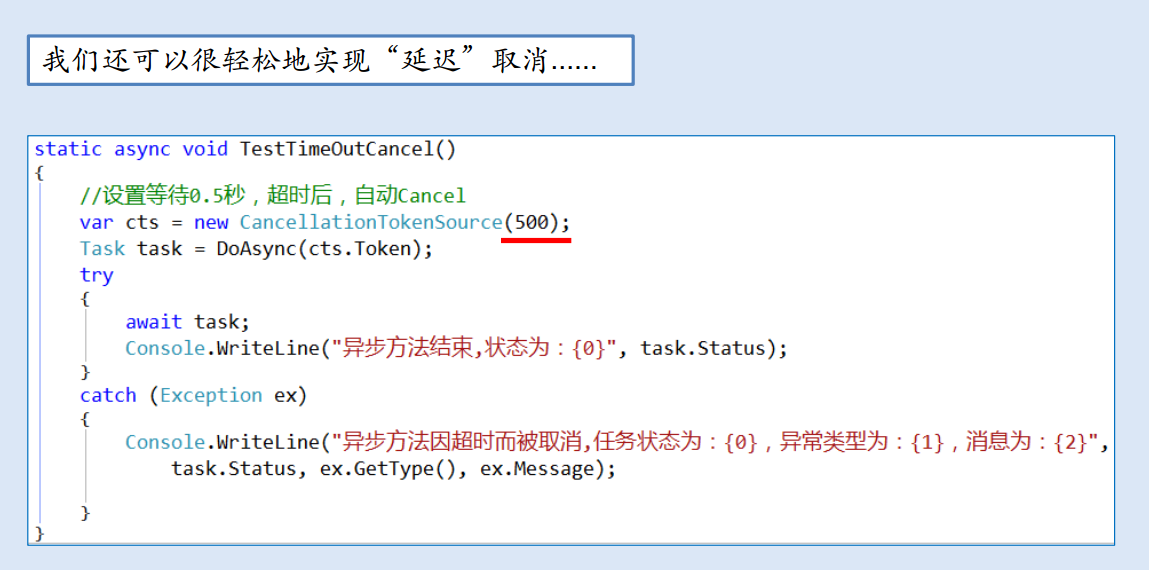 我们还可以很轻松地实现“延迟”取消……
static async void TestTimeOutCancel()
{
    //设置等待0.5秒，超时后，自动Cancel
    var cts = new CancellationTokenSource(500);
    Task task = DoAsync(cts.Token);
    try
    {
        await task;
        Console.WriteLine("异步方法结束,状态为：{0}", task.Status);
    }
    catch (Exception ex)
    {
        Console.WriteLine("异步方法因超时而被取消,任务状态为：{0}，异常类型为：{1}，消息为：{2}",
            task.Status, ex.GetType(), ex.Message);
    }
}